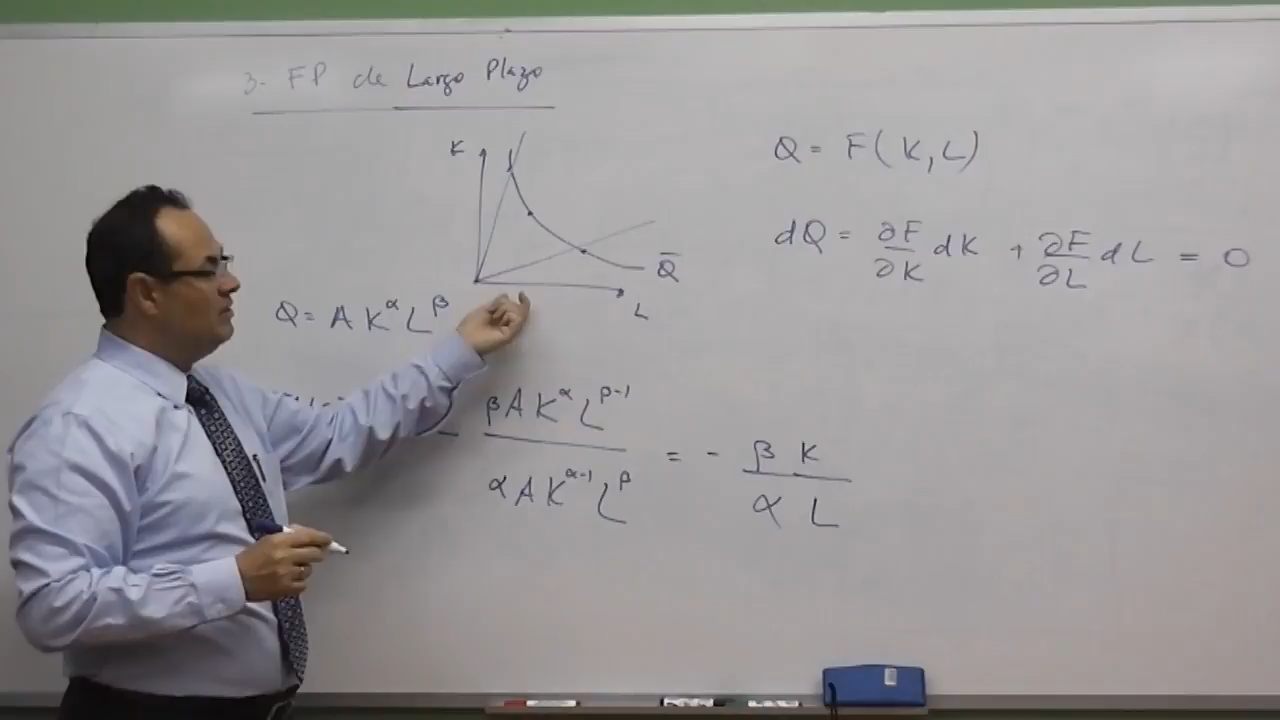 3. FP de Largo Plazo
K
Q̄
L
Q = F(K, L)
dQ = ∂F/∂K dK + ∂F/∂L dL = 0
Q = A K^α L^β
- βAK^α L^(β-1) / αAK^(α-1) L^β = - βK / αL